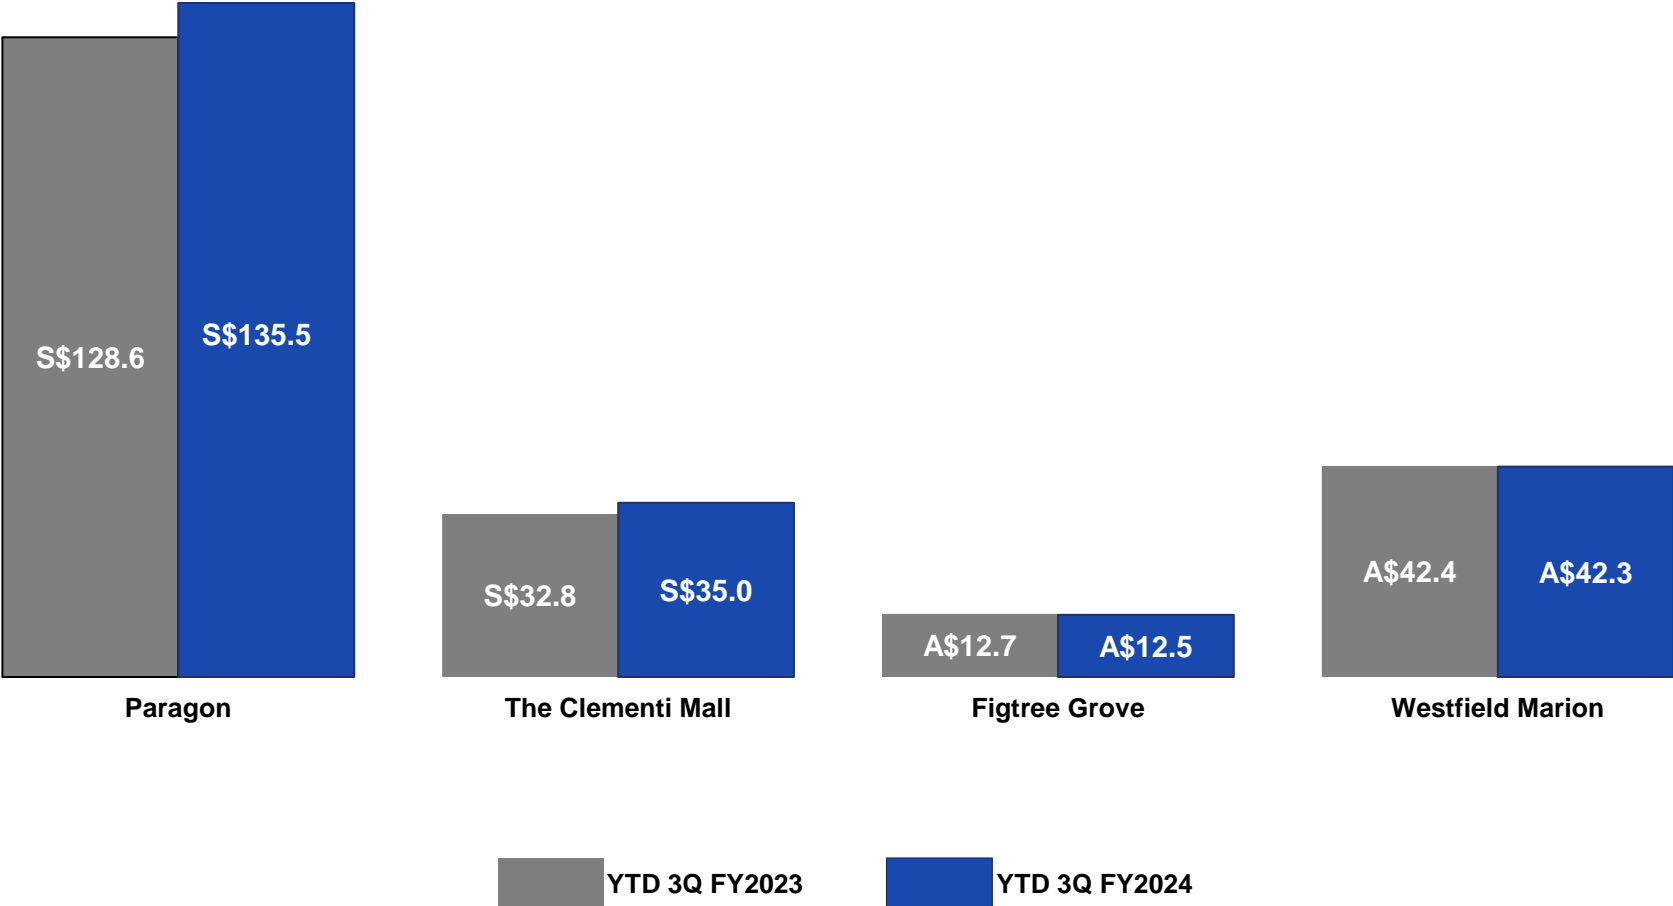 S$128.6
S$135.5
S$32.8
S$35.0
A$12.7
A$12.5
A$42.4
A$42.3
Paragon
The Clementi Mall
Figtree Grove
Westfield Marion
YTD 3Q FY2023
YTD 3Q FY2024